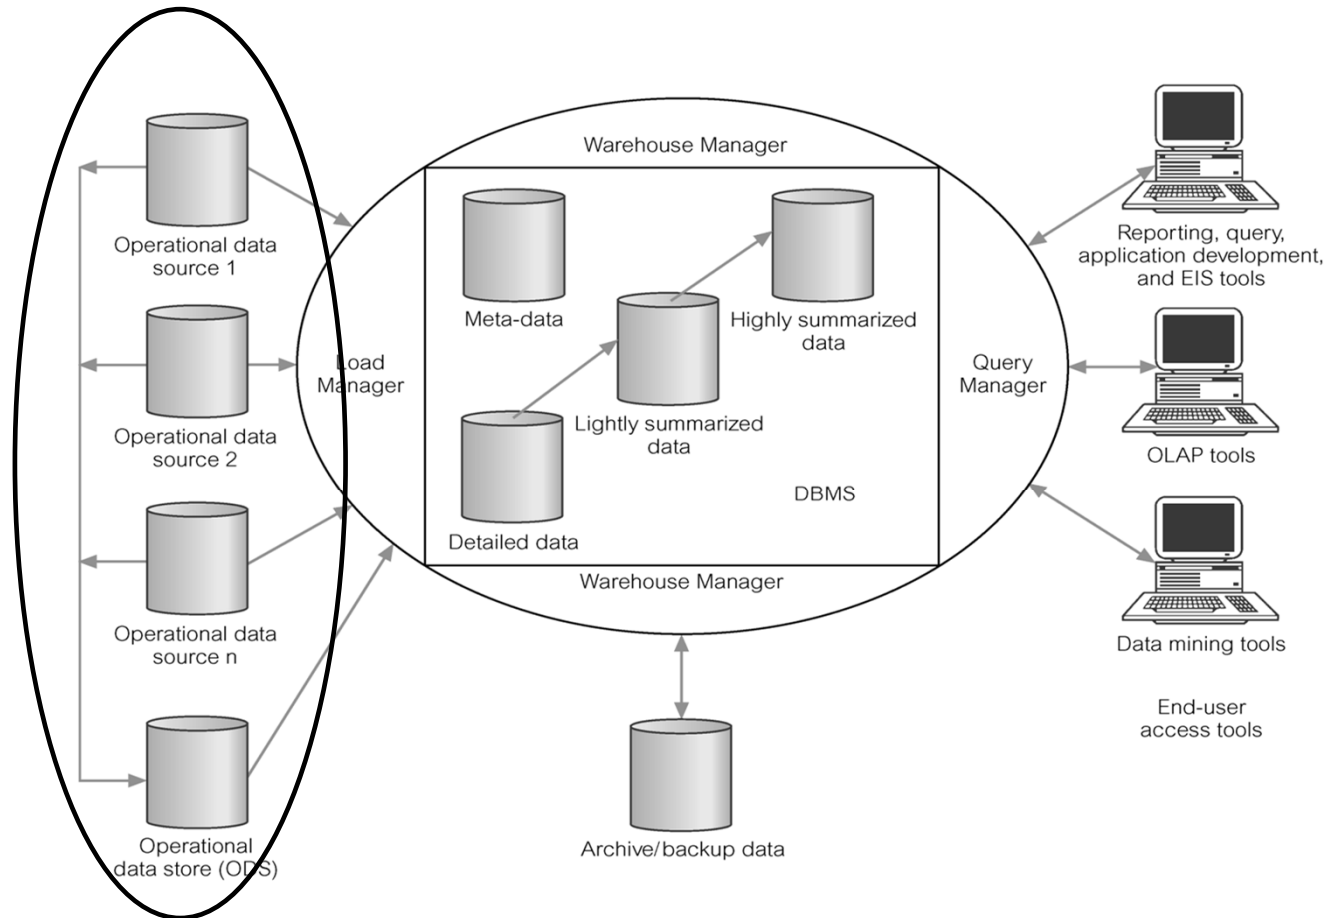 Warehouse Manager
Operational data
source 1
Operational data
source 2
Operational data
source n
Operational
data store (ODS)
Load
Manager
Meta-data
Highly summarized
data
Lightly summarized
data
Detailed data
DBMS
Warehouse Manager
Archive/backup data
Query
Manager
Reporting, query,
application development,
and EIS tools
OLAP tools
Data mining tools
End-user
access tools